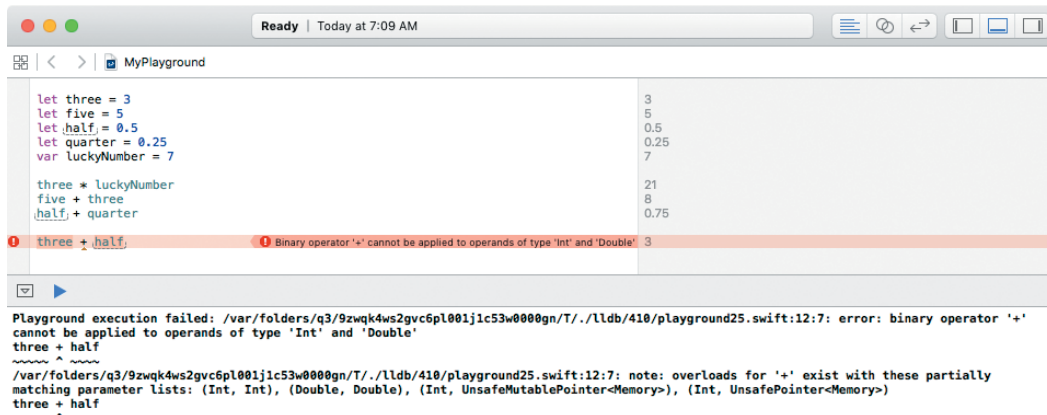 Ready | Today at 7:09 AM
MyPlayground
let three = 3 3
let five = 5 5
let half = 0.5 0.5
let quarter = 0.25 0.25
var luckyNumber = 7 7
three * luckyNumber 21
five + three 8
half + quarter 0.75
three + half Binary operator '+' cannot be applied to operands of type 'Int' and 'Double' 3
Playground execution failed: /var/folders/q3/9zwqk4ws2gvc6pl001j1c53w0000gn/T/./lldb/410/playground25.swift:12:7: error: binary operator '+'
cannot be applied to operands of type 'Int' and 'Double'
three + half
~~~~~ ^ ~~~~
/var/folders/q3/9zwqk4ws2gvc6pl001j1c53w0000gn/T/./lldb/410/playground25.swift:12:7: note: overloads for '+' exist with these partially
matching parameter lists: (Int, Int), (Double, Double), (Int, UnsafeMutablePointer<Memory>), (Int, UnsafePointer<Memory>)
three + half